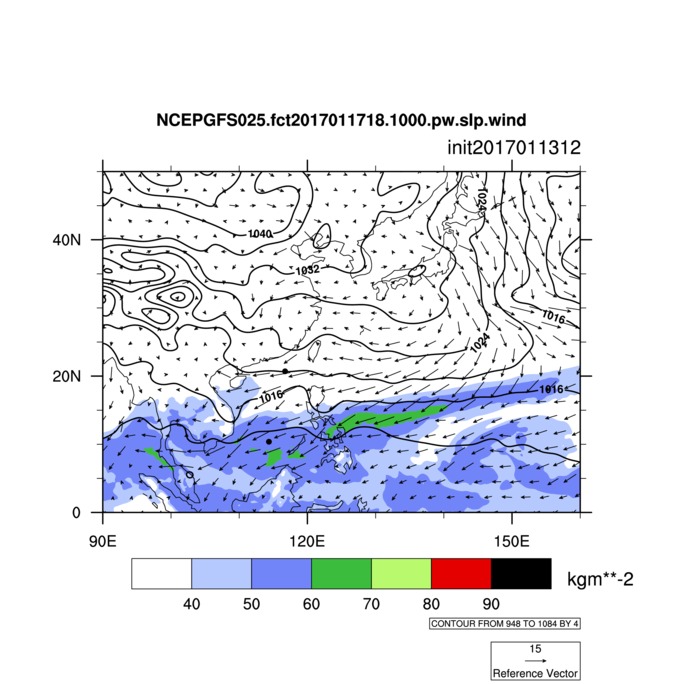 NCEPGFS025.fct2017011718.1000.pw.slp.wind
init2017011312
1024
1040
40N
1032
1016
1024
20N
1016
1016
0
90E 120E 150E
40 50 60 70 80 90
kgm**-2
CONTOUR FROM 948 TO 1084 BY 4
15
Reference Vector